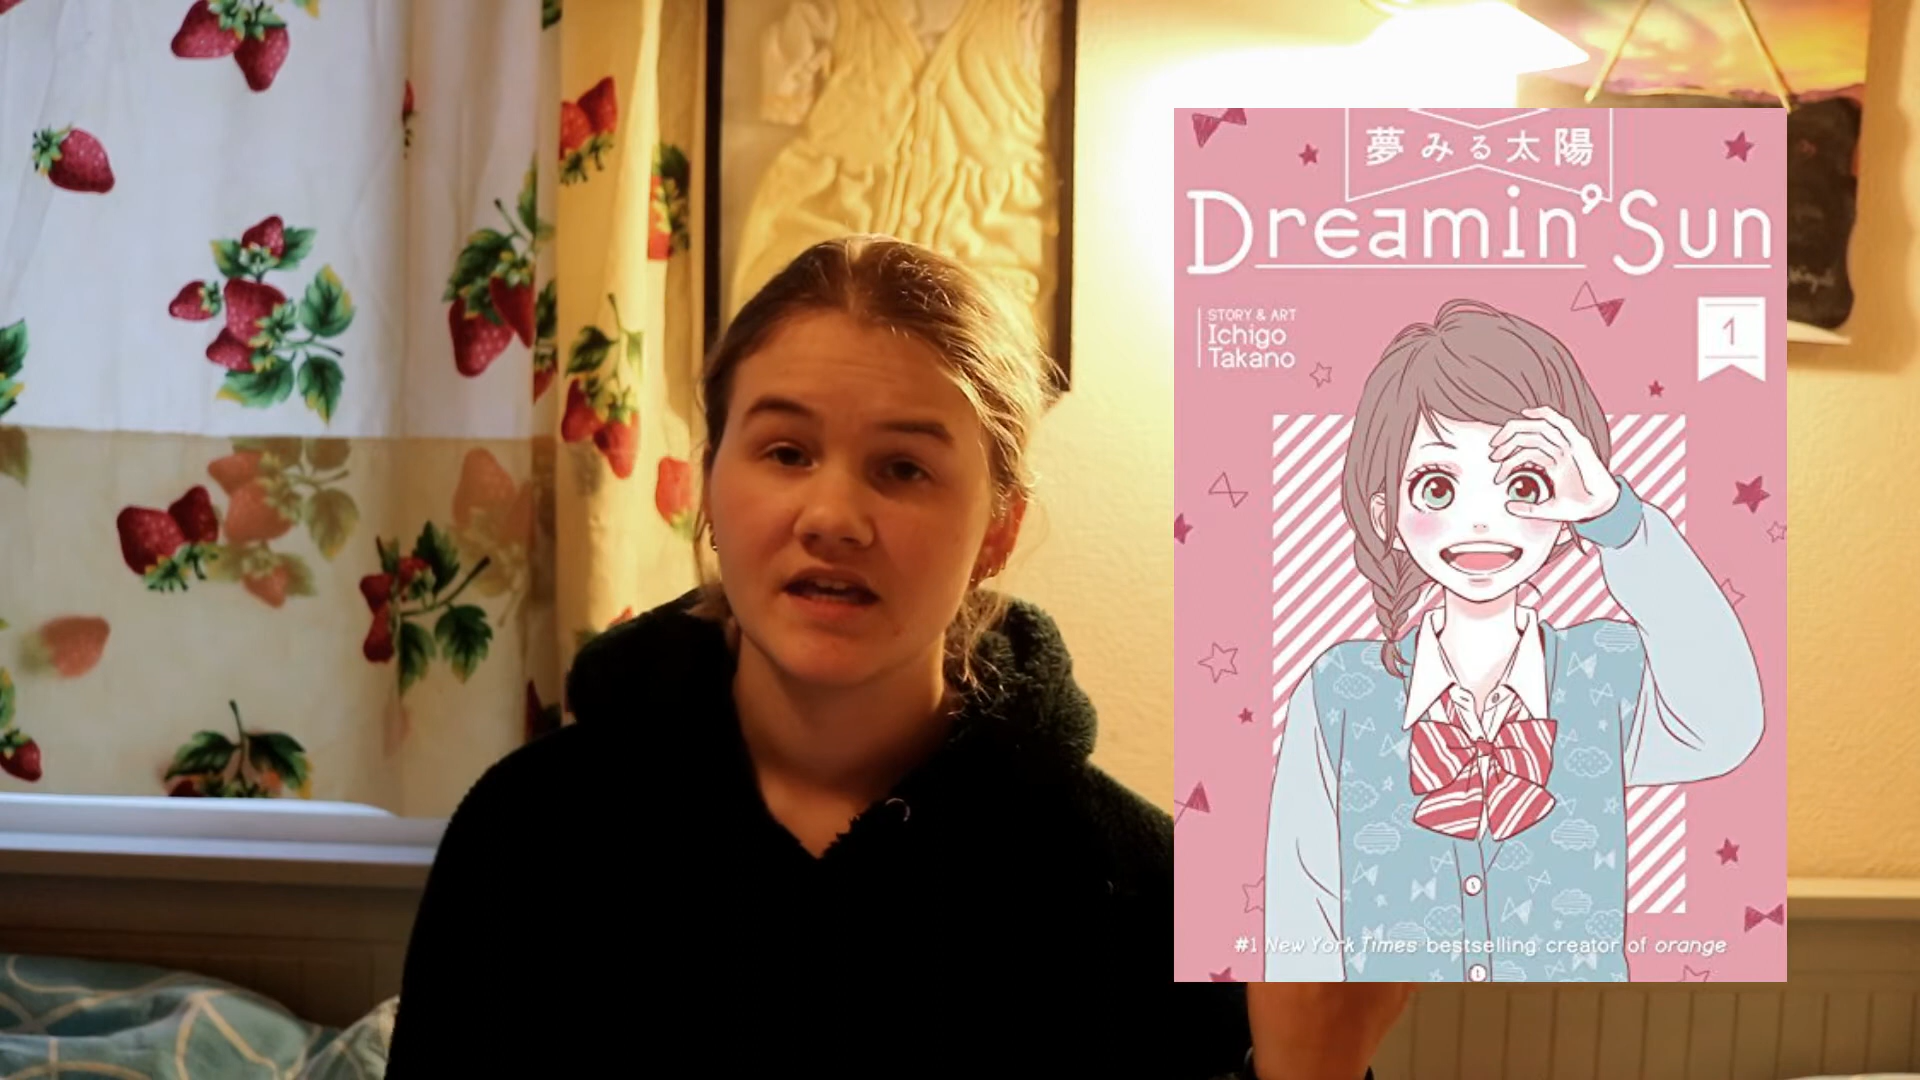 夢みる太陽
Dreamin' Sun
STORY & ART
Ichigo
Takano
1
#1 New York Times bestselling creator of orange